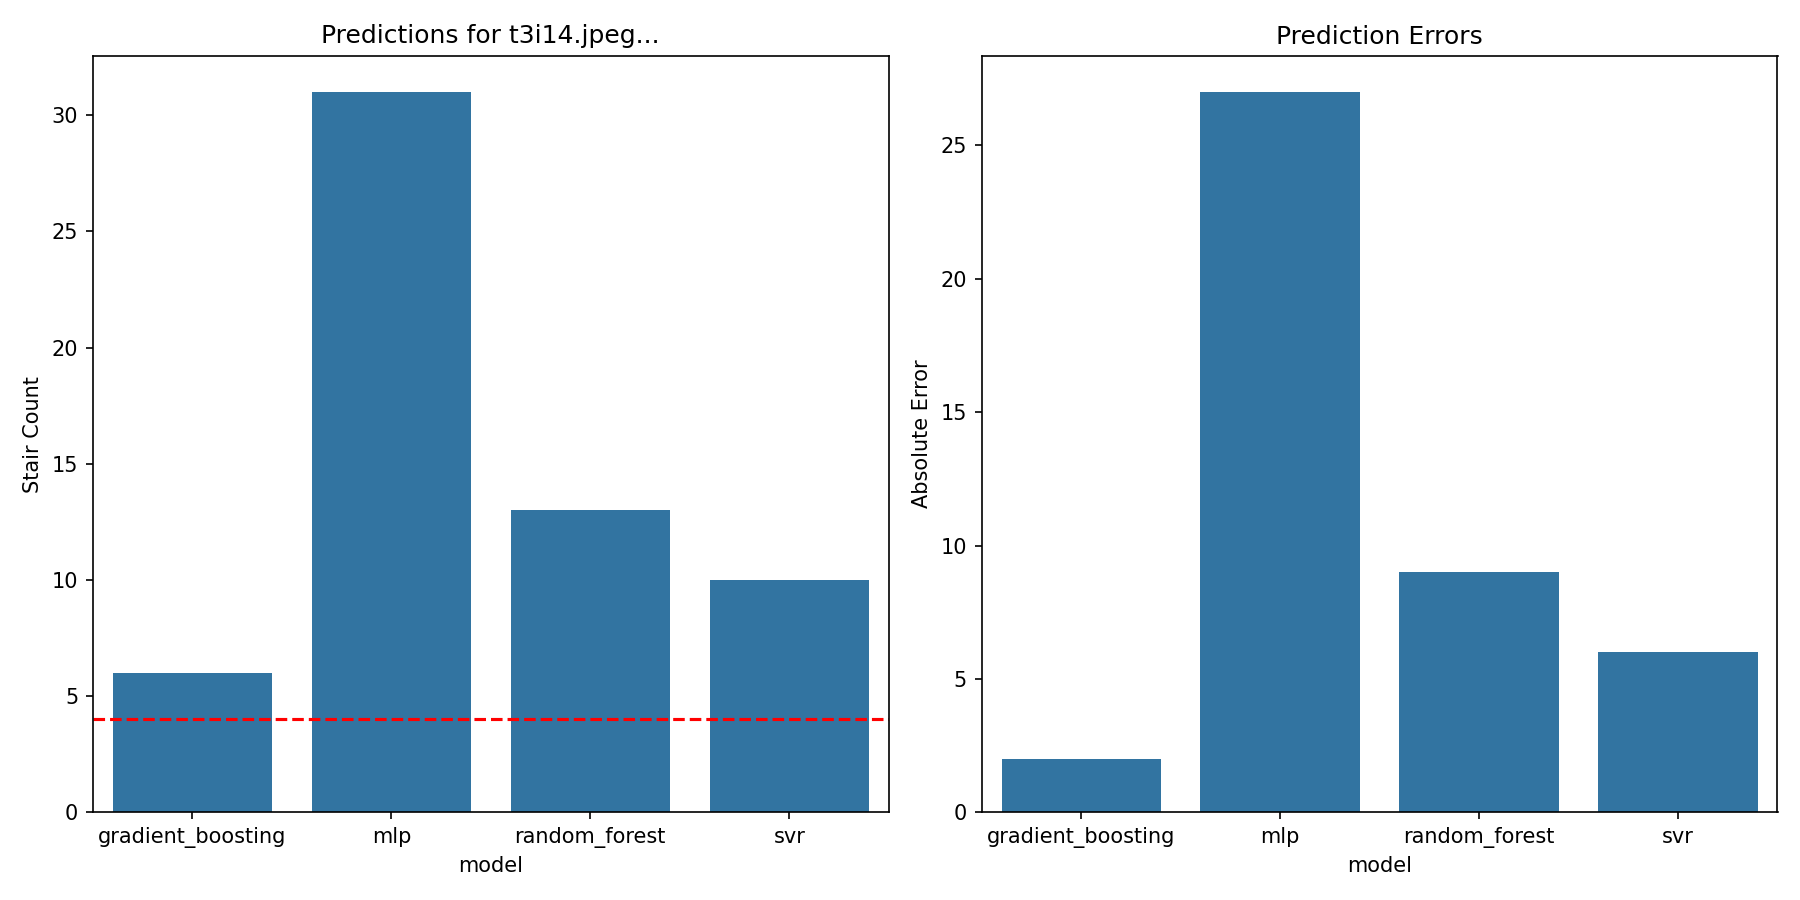 Predictions for t3i14.jpeg...
Stair Count
30
25
20
15
10
5
0
gradient_boosting mlp random_forest svr
model
Prediction Errors
Absolute Error
25
20
15
10
5
0
gradient_boosting mlp random_forest svr
model